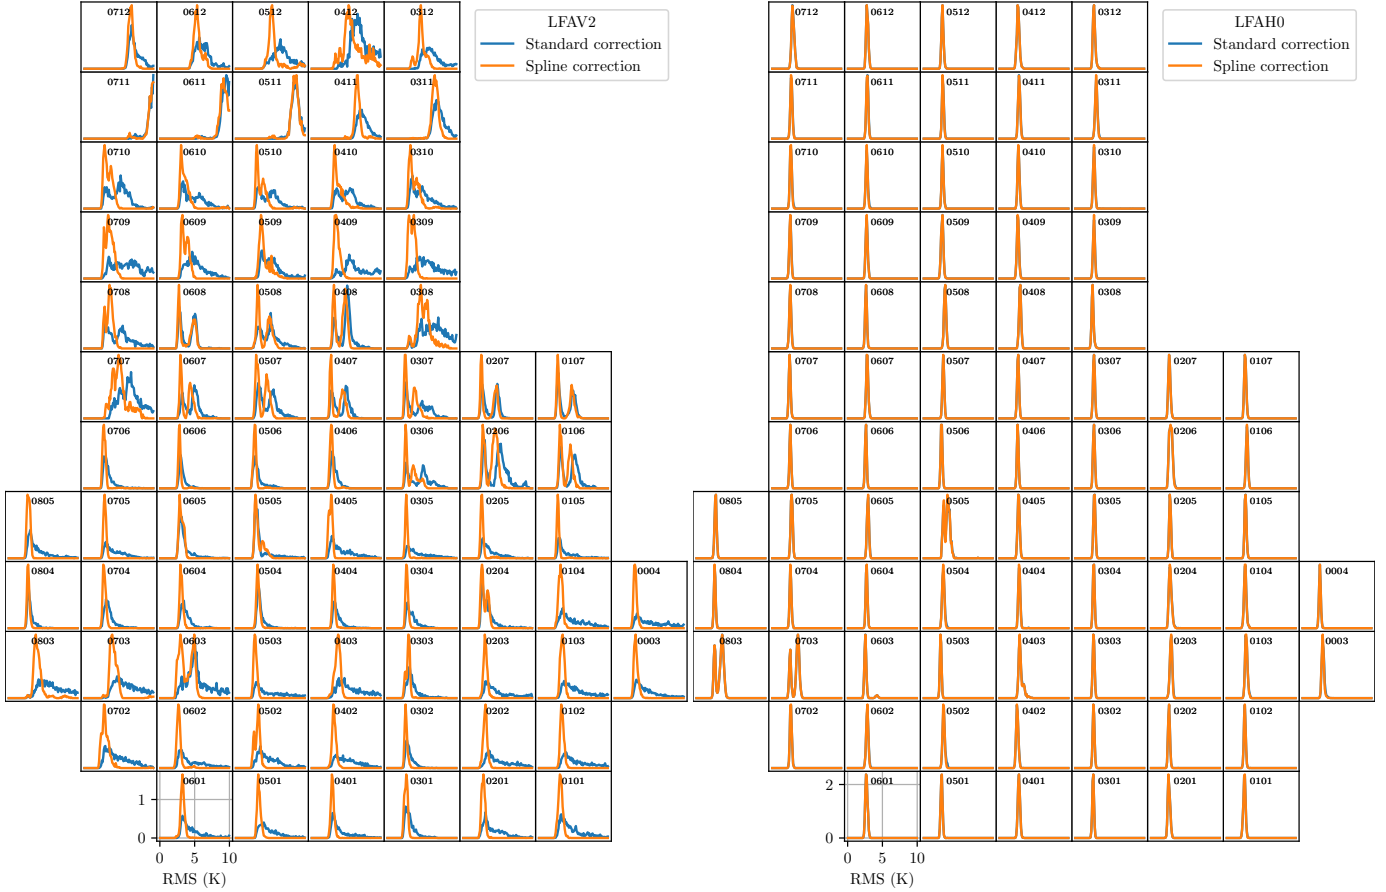 0712 0612 0512 0412 0312
LFAV2
Standard correction
Spline correction
0711 0611 0511 0411 0311
0710 0610 0510 0410 0310
0709 0609 0509 0409 0309
0708 0608 0508 0408 0308
0707 0607 0507 0407 0307 0207 0107
0706 0606 0506 0406 0306 0206 0106
0805 0705 0605 0505 0405 0305 0205 0105
0804 0704 0604 0504 0404 0304 0204 0104 0004
0803 0703 0603 0503 0403 0303 0203 0103 0003
0702 0602 0502 0402 0302 0202 0102
0601 0501 0401 0301 0201 0101
1
0
0 5 10
RMS (K)
0712 0612 0512 0412 0312
LFAH0
Standard correction
Spline correction
0711 0611 0511 0411 0311
0710 0610 0510 0410 0310
0709 0609 0509 0409 0309
0708 0608 0508 0408 0308
0707 0607 0507 0407 0307 0207 0107
0706 0606 0506 0406 0306 0206 0106
0805 0705 0605 0505 0405 0305 0205 0105
0804 0704 0604 0504 0404 0304 0204 0104 0004
0803 0703 0603 0503 0403 0303 0203 0103 0003
0702 0602 0502 0402 0302 0202 0102
0601 0501 0401 0301 0201 0101
2
0
0 5 10
RMS (K)